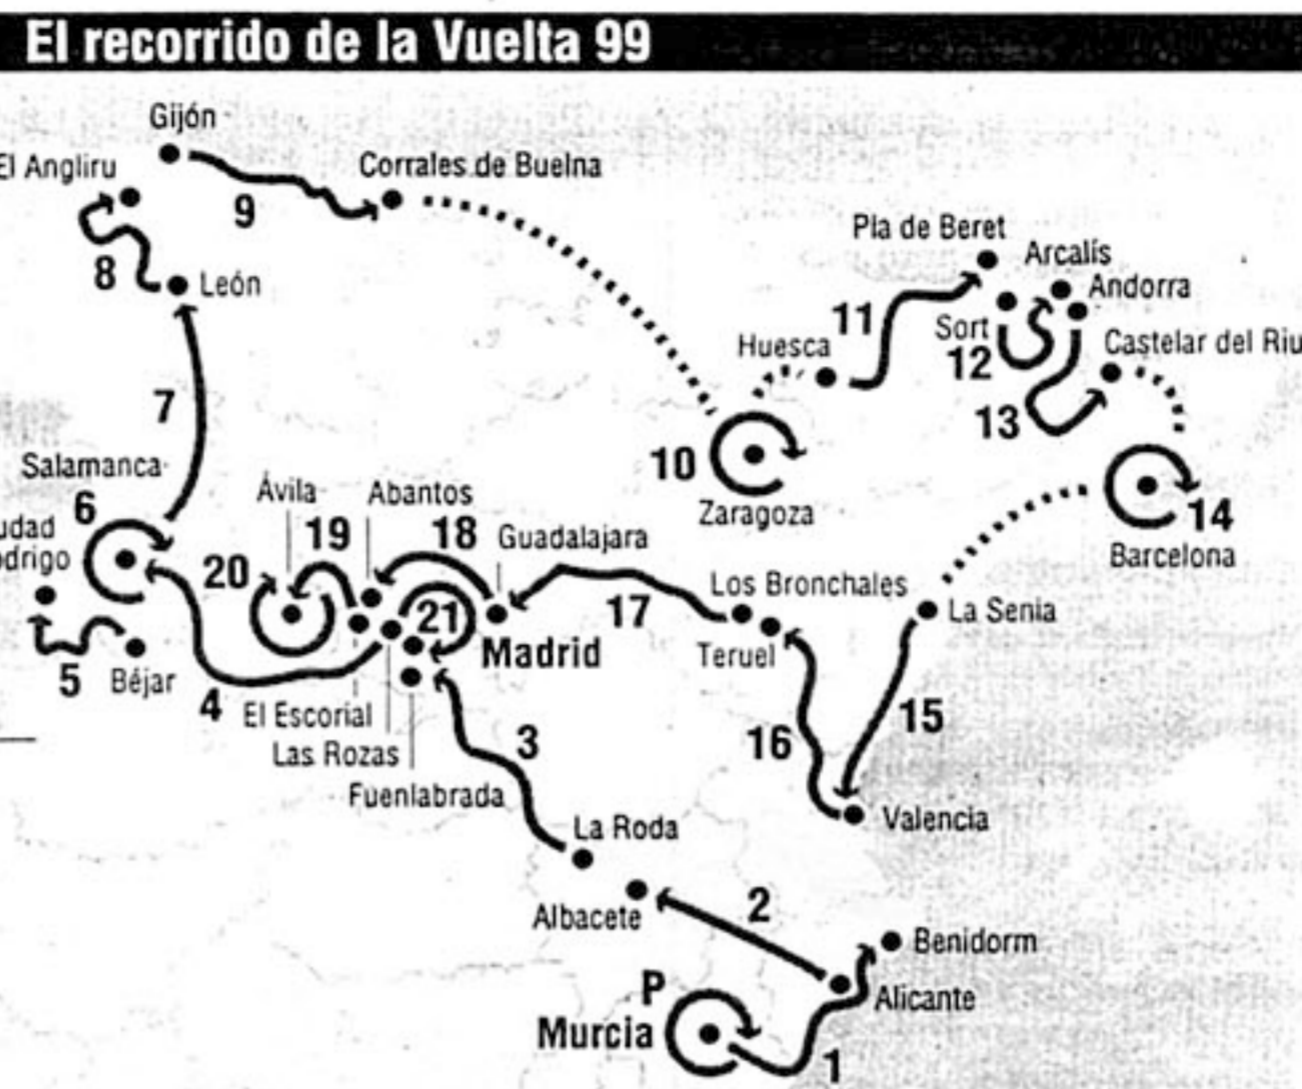 El recorrido de la Vuelta 99
Gijón
El Angliru
Corrales de Buelna
9
8
León
Pla de Beret
Arcalís
Andorra
11
Sort
12
Huesca
Castelar del Riu
13
7
10
Zaragoza
14
Barcelona
Salamanca
6
udad
odrigo
Ávila
Abantos
19
18
Guadalajara
20
21
Madrid
17
Los Bronchales
La Senia
Teruel
5
Béjar
4
El Escorial
Las Rozas
Fuenlabrada
3
16
15
Valencia
La Roda
Albacete
2
Benidorm
Alicante
P
Murcia
1